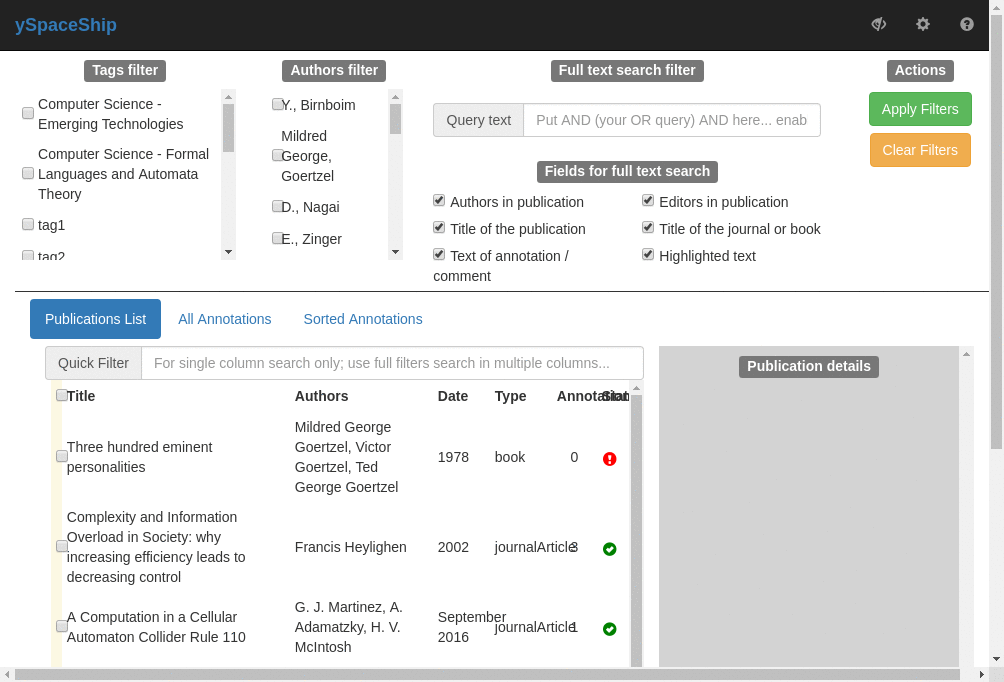 ySpaceShip
Tags filter
Computer Science -
Emerging Technologies
Computer Science - Formal
Languages and Automata
Theory
tag1
tag2
Authors filter
Y., Birnboim
Mildred
George,
Goertzel
D., Nagai
E., Zinger
Full text search filter
Query text
Put AND (your OR query) AND here... enab
Fields for full text search
Authors in publication
Editors in publication
Title of the publication
Title of the journal or book
Text of annotation /
comment
Highlighted text
Actions
Apply Filters
Clear Filters
Publications List
All Annotations
Sorted Annotations
Quick Filter
For single column search only; use full filters search in multiple columns...
Title
Authors
Date
Type
Three hundred eminent
personalities
Mildred George
Goertzel, Victor
Goertzel, Ted
George Goertzel
1978
book
0
Complexity and Information
Overload in Society: why
increasing efficiency leads to
decreasing control
Francis Heylighen
2002
journalArticle
3
A Computation in a Cellular
Automaton Collider Rule 110
G. J. Martinez, A.
Adamatzky, H. V.
McIntosh
September
2016
journalArticle
1
Publication details